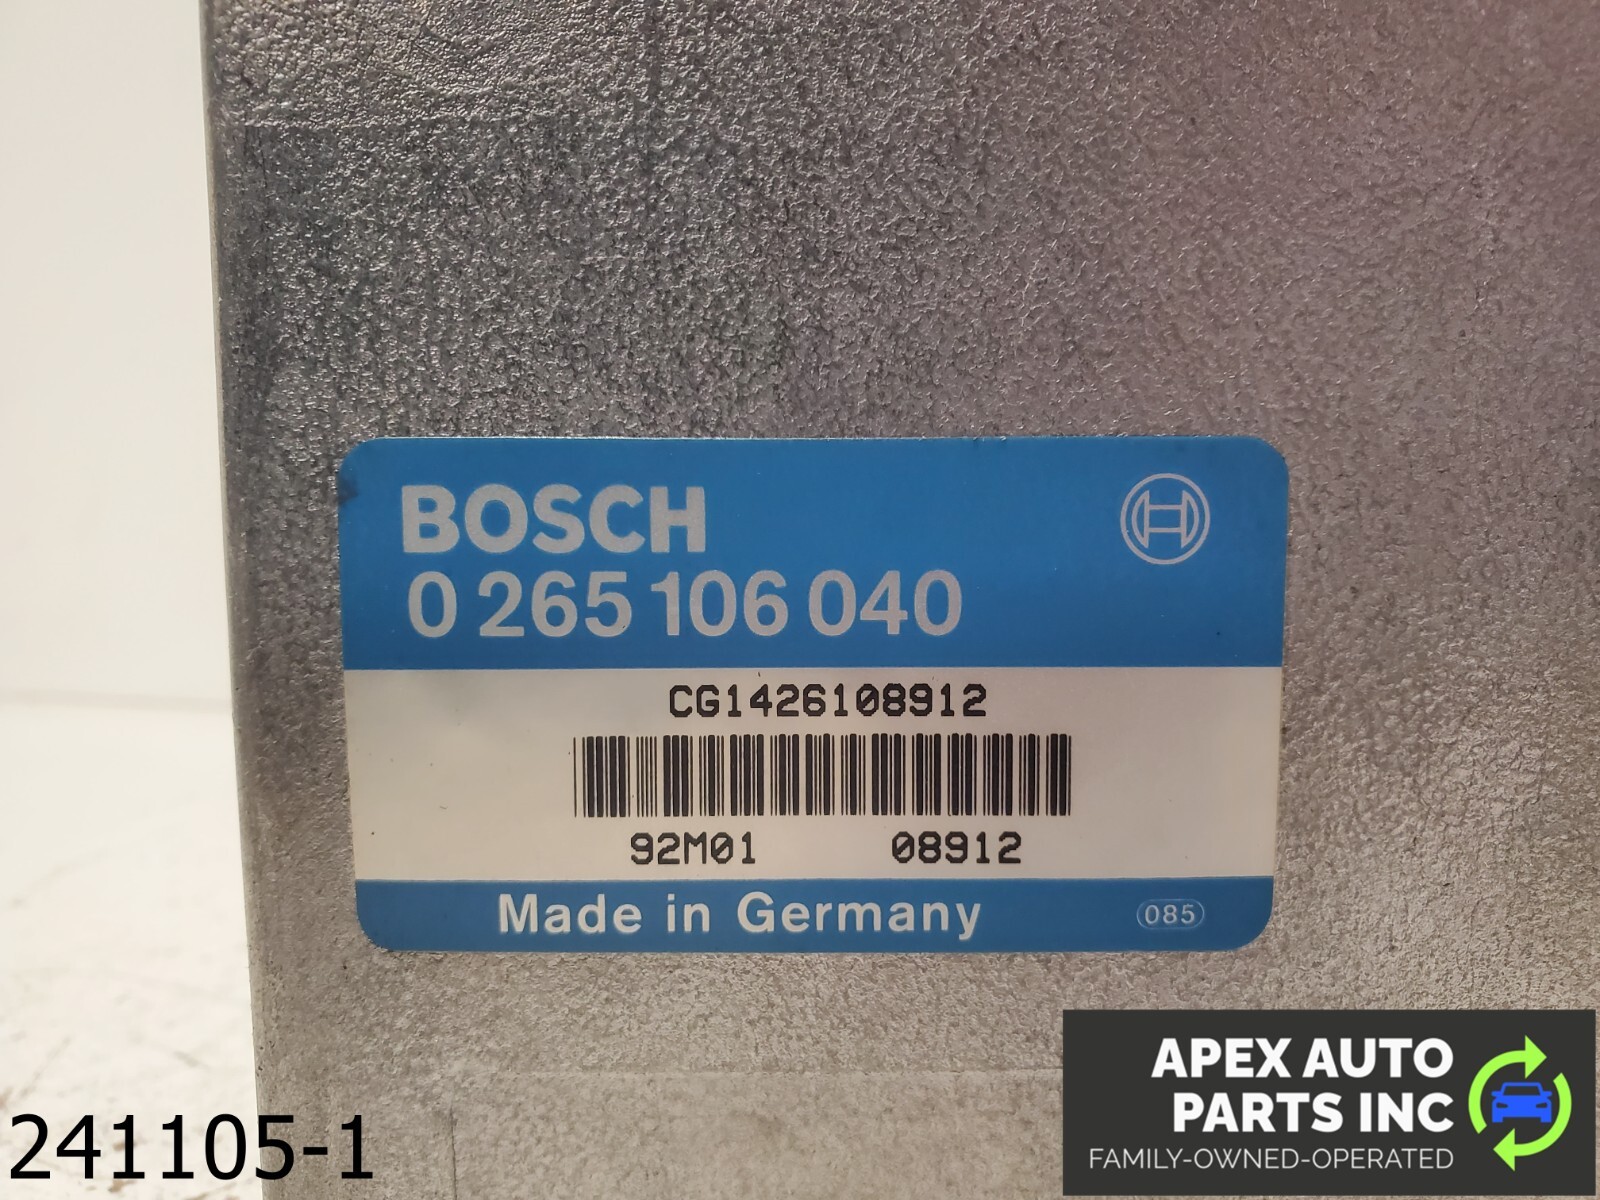 BOSCH
0 265 106 040
CG1426108912
92M01 08912
Made in Germany 085
241105-1
APEX AUTO
PARTS INC
FAMILY-OWNED-OPERATED